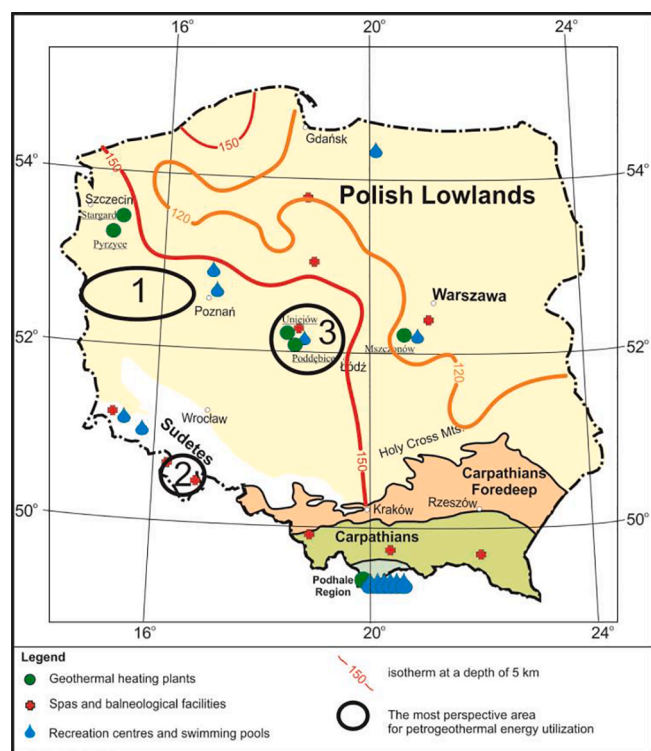 16°
20°
24°
54°
54°
52°
52°
50°
50°
16°
20°
24°
150
150
Gdańsk
120
Szczecin
Stargard
Pyrzyce
Polish Lowlands
1
Poznań
Warszawa
Uniejów
3
Poddębice
Łódź
Mszczonów
120
Sudetes
Wrocław
2
150
Holy Cross Mts.
Carpathians
Foredeep
Kraków
Rzeszów
Carpathians
Podhale
Region
Legend
Geothermal heating plants
Spas and balneological facilities
Recreation centres and swimming pools
150
isotherm at a depth of 5 km
The most perspective area
for petrogeothermal energy utilization